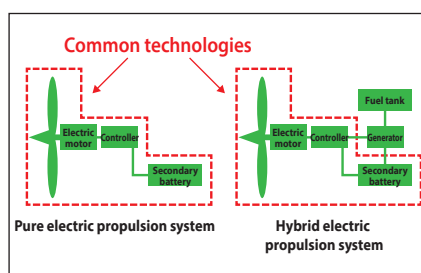 Common technologies
Electric
motor
Controller
Secondary
battery
Pure electric propulsion system
Fuel tank
Electric
motor
Controller
Generator
Secondary
battery
Hybrid electric
propulsion system